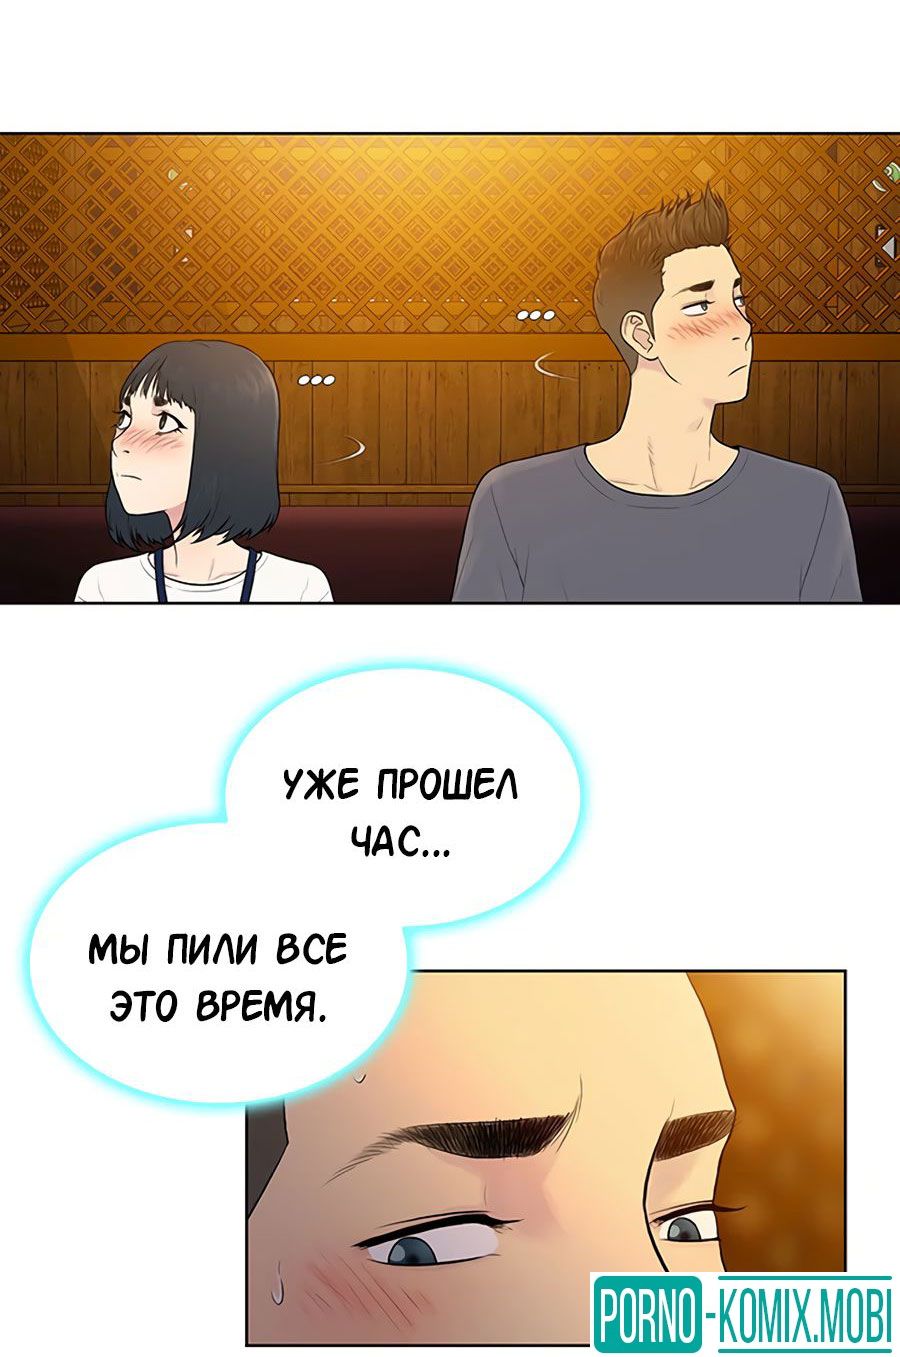 •••
•••
УЖЕ ПРОШЕЛ
ЧАС...
МЫ ПИЛИ ВСЕ
ЭТО ВРЕМЯ.
PORNO-KOMIX.MOBI